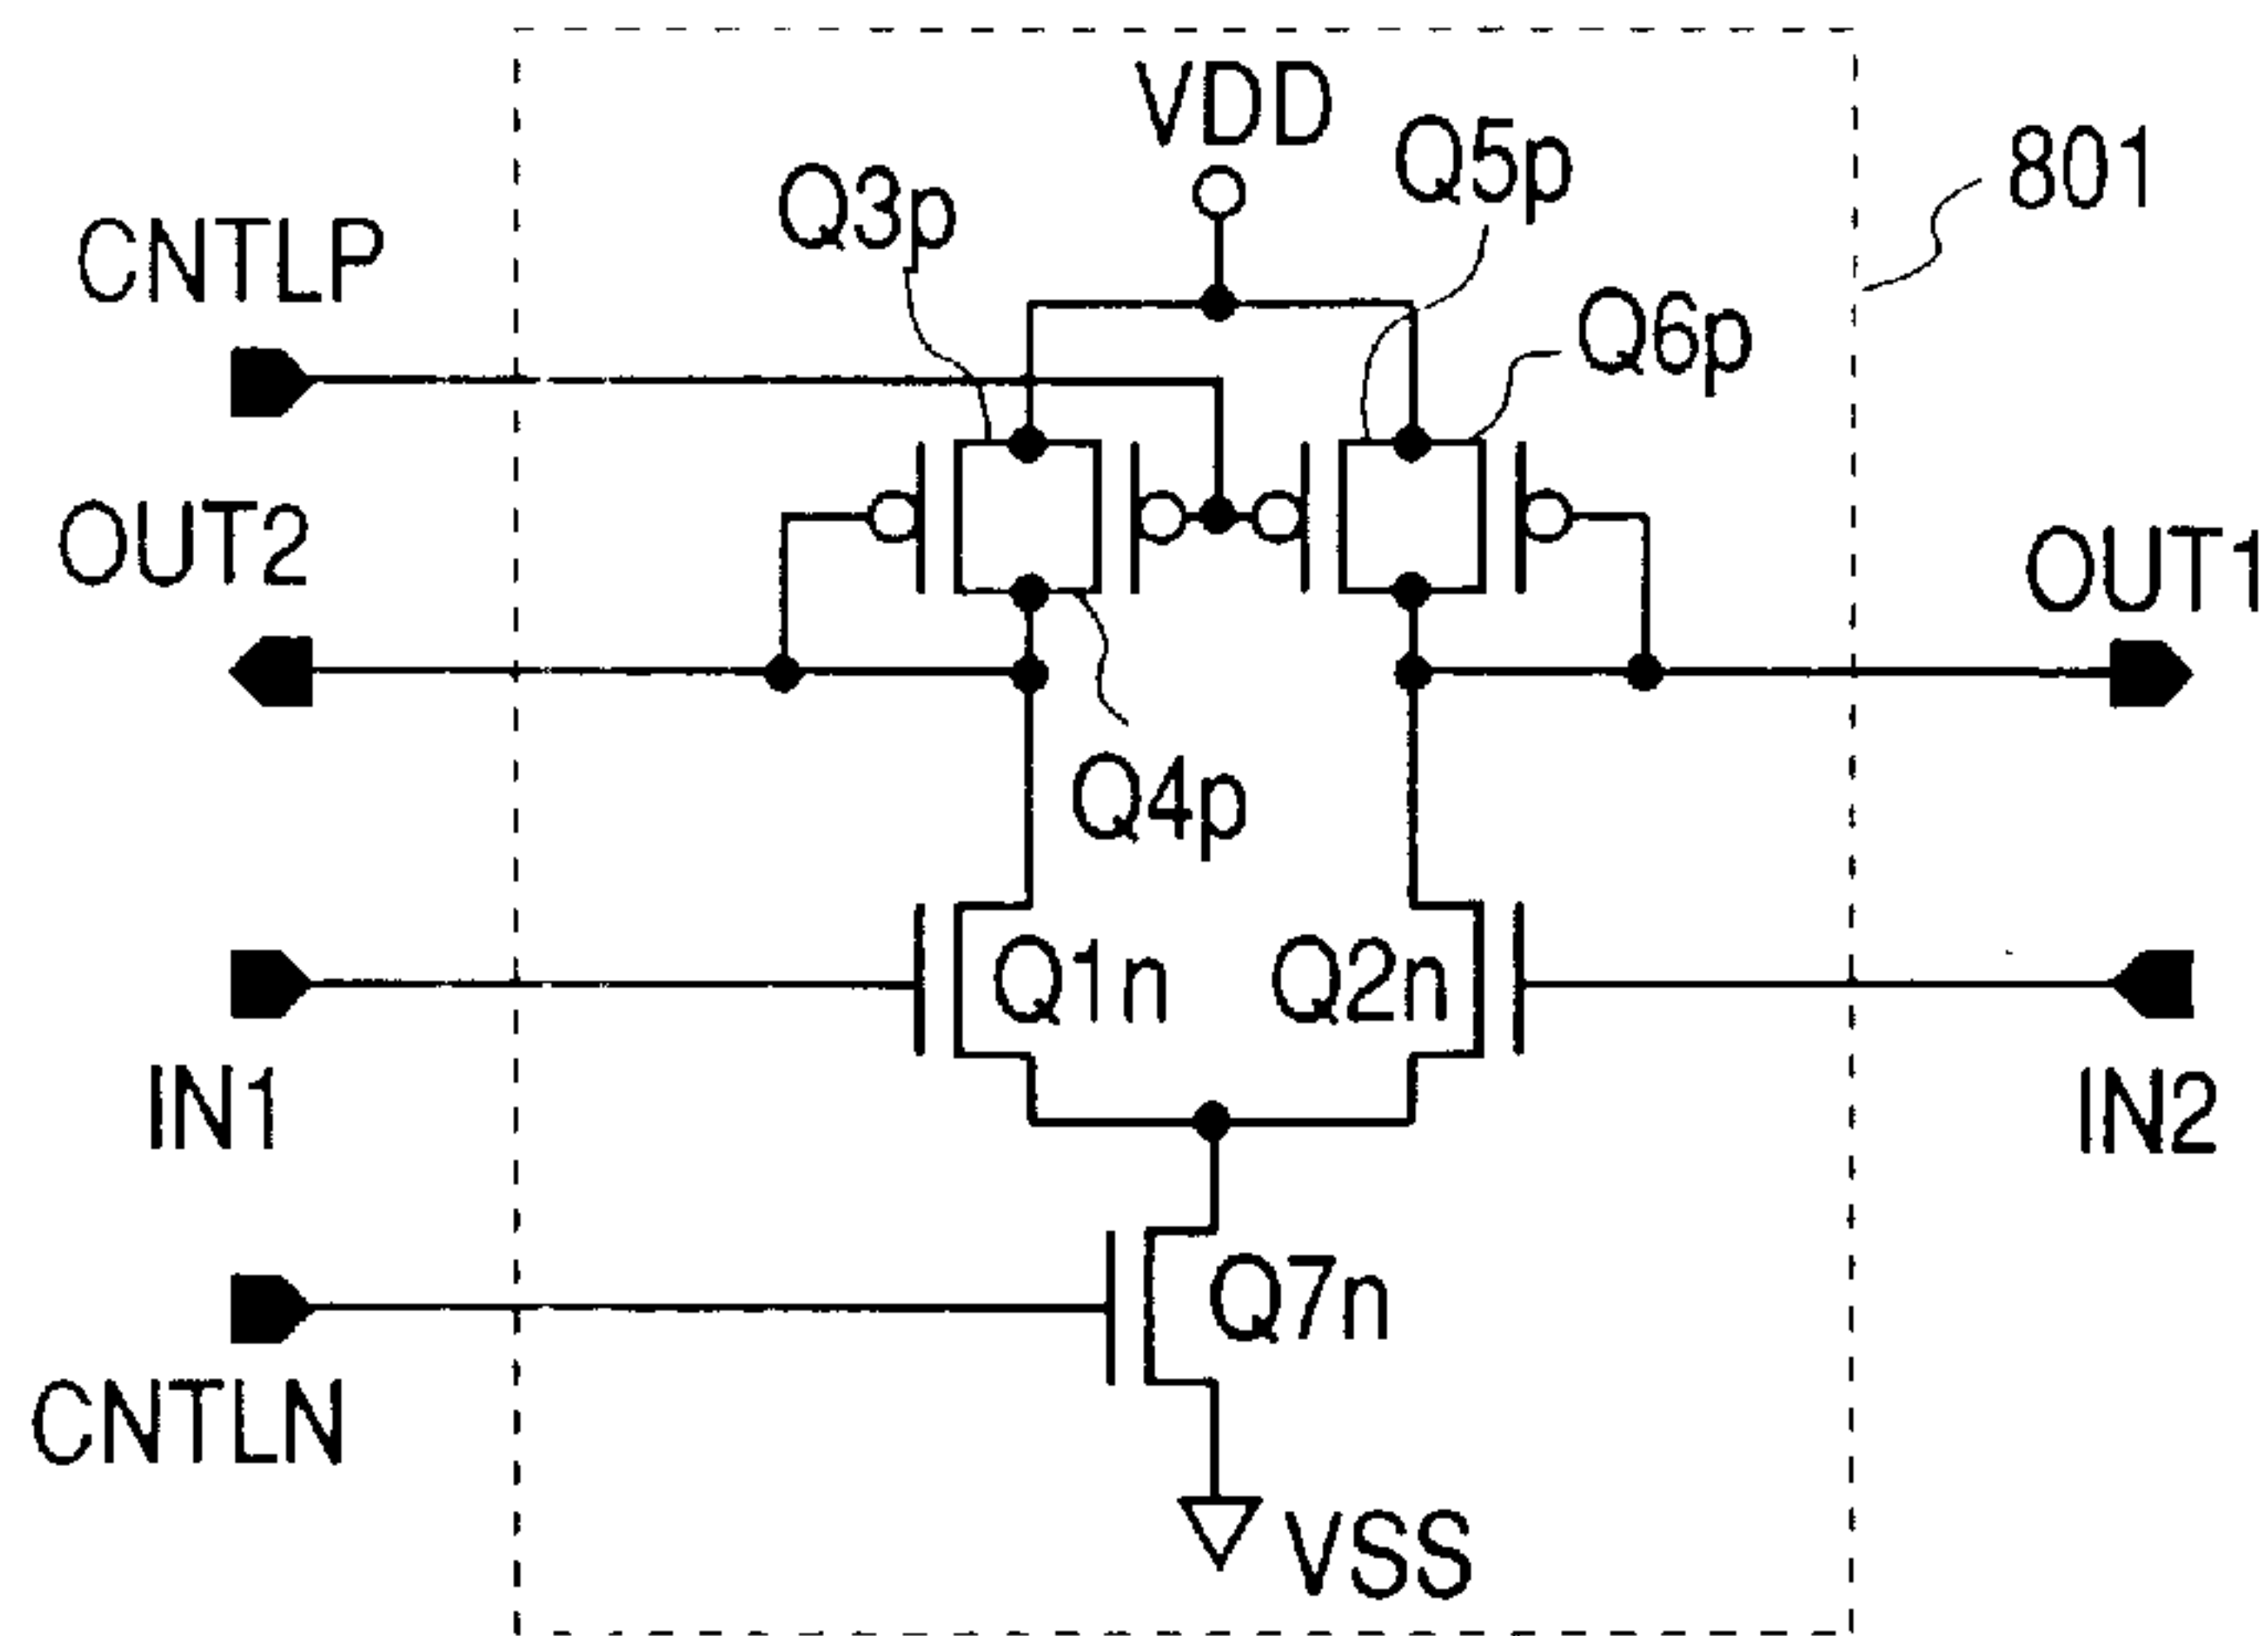 VDD
Q5p
801
Q3p
CNTLP
Q6p
OUT2
OUT1
Q4p
Q1n
Q2n
IN1
IN2
Q7n
CNTLN
VSS